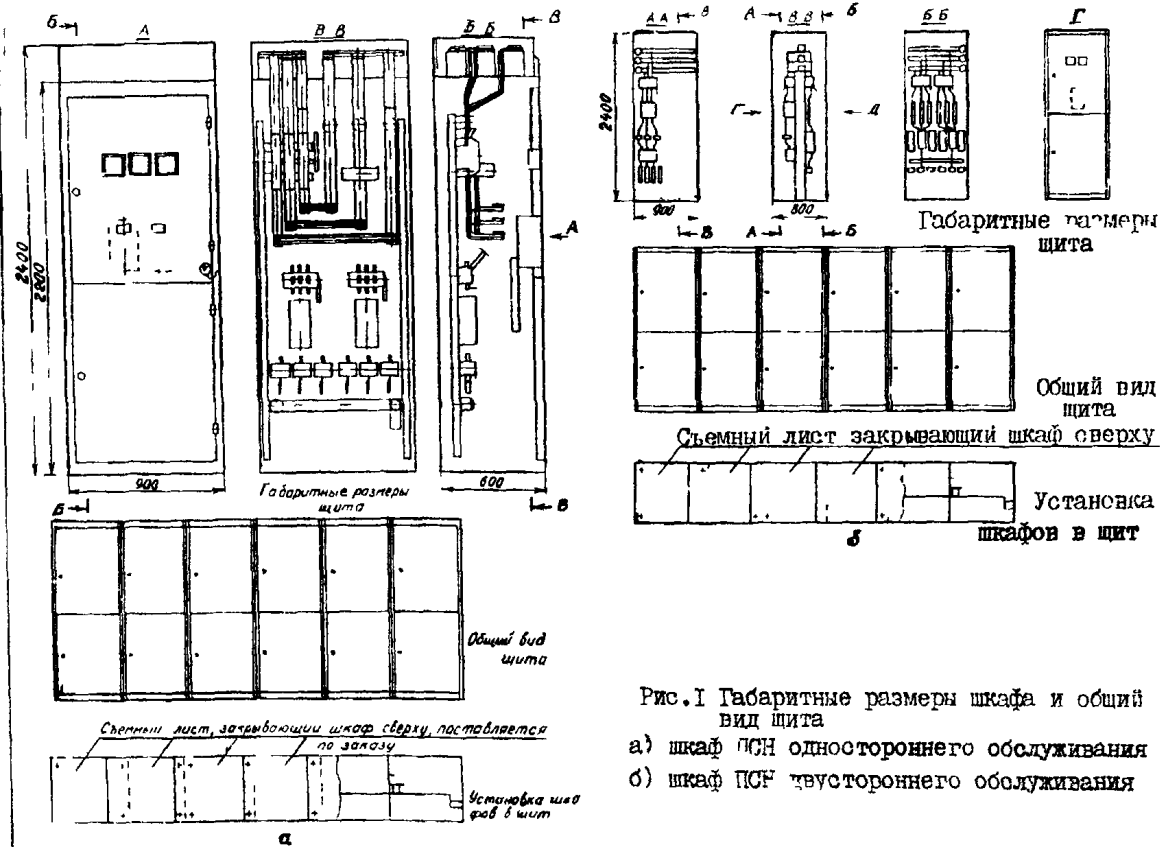 Б
А
В В
Б Б
В
2400
2200
А
900
600
Габаритные размеры
щита
Б
В
Общий вид
щита
Съемный лист, закрывающий шкаф сверху, поставляется
по заказу
Установка шка
фов в щит
а
А А
В
А
В В
Б
Б Б
Г
2400
Г
Д
900
800
В
А
Б
Габаритные размеры
щита
Общий вид
щита
Съемный лист закрывающий шкаф сверху
Установка
шкафов в щит
б
Рис.I Габаритные размеры шкафа и общий
вид щита
а) шкаф ПСН одностороннего обслуживания
б) шкаф ПСН двустороннего обслуживания